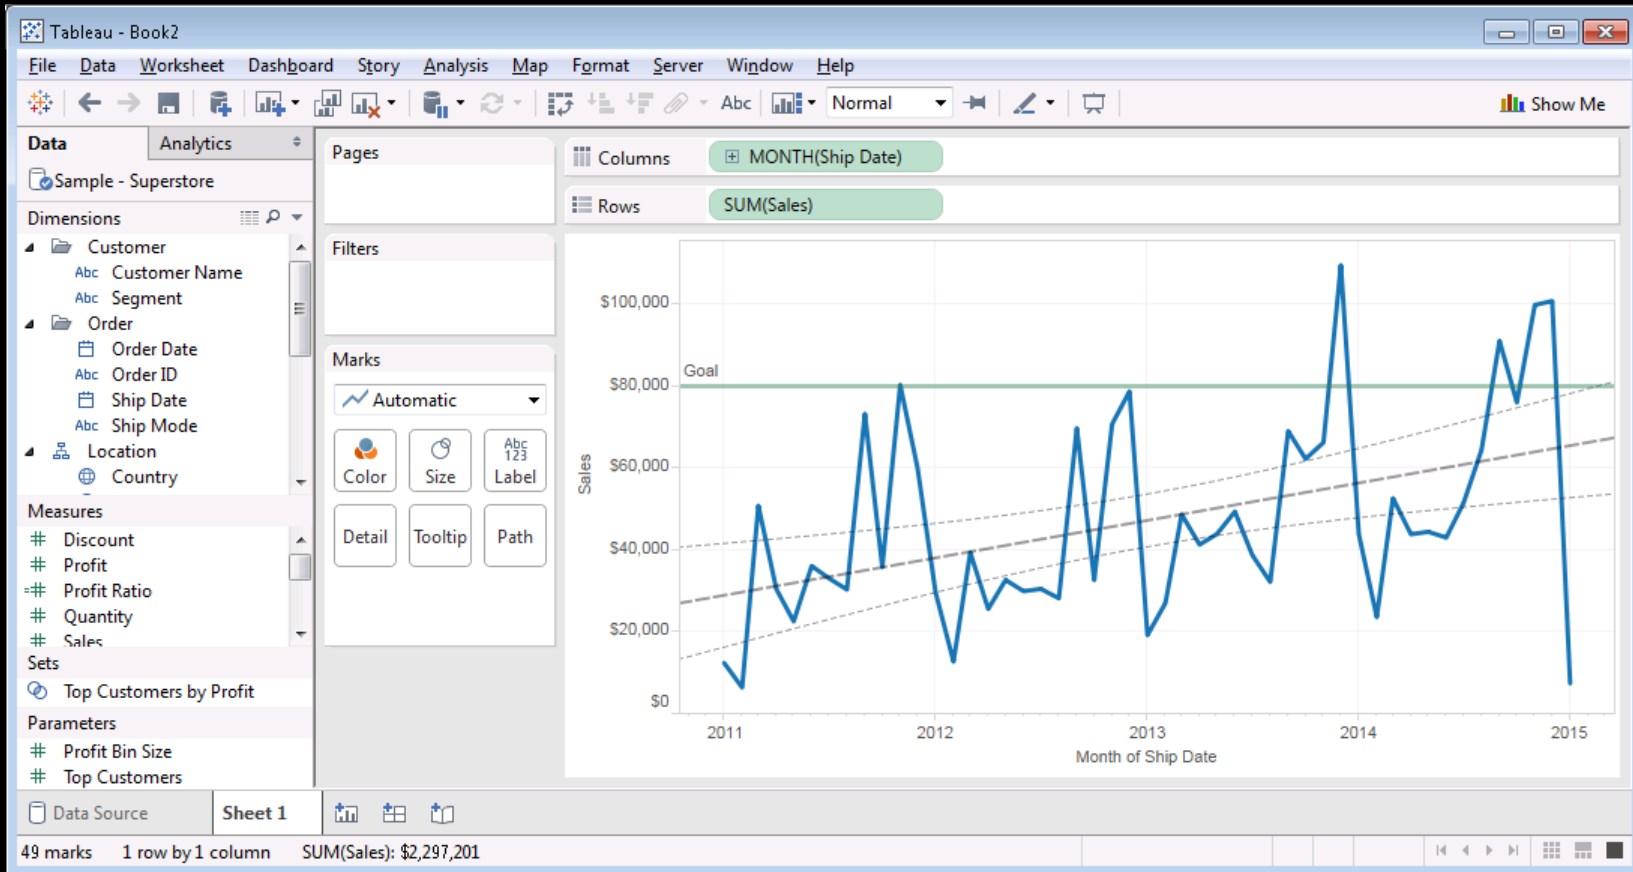 Tableau - Book2
File Data Worksheet Dashboard Story Analysis Map Format Server Window Help
Abc Normal Show Me
Data Analytics
Sample - Superstore
Dimensions
Customer
Abc Customer Name
Abc Segment
Order
Order Date
Abc Order ID
Ship Date
Abc Ship Mode
Location
Country
Measures
# Discount
# Profit
=# Profit Ratio
# Quantity
# Sales
Sets
Top Customers by Profit
Parameters
# Profit Bin Size
# Top Customers
Pages
Filters
Marks
Automatic
Color Size Abc 123 Label
Detail Tooltip Path
Columns MONTH(Ship Date)
Rows SUM(Sales)
Sales
$100,000
$80,000
$60,000
$40,000
$20,000
$0
Goal
2011 2012 2013 2014 2015
Month of Ship Date
Data Source Sheet 1
49 marks 1 row by 1 column SUM(Sales): $2,297,201